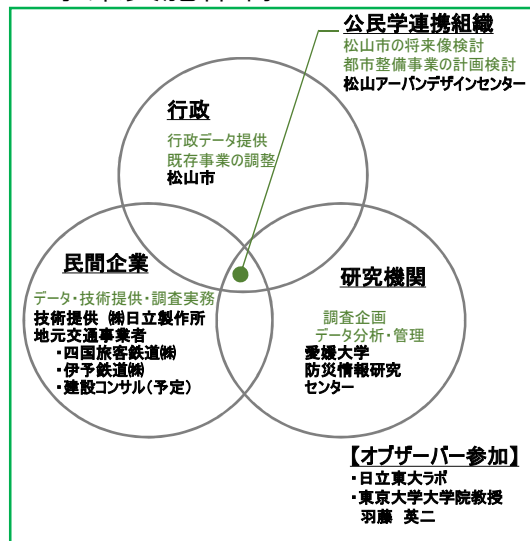 公民学連携組織
松山市の将来像検討
都市整備事業の計画検討
松山アーバンデザインセンター
行政
行政データ提供
既存事業の調整
松山市
民間企業
データ・技術提供・調査実務
技術提供 ㈱日立製作所
地元交通事業者
・四国旅客鉄道㈱
・伊予鉄道㈱
・建設コンサル(予定)
研究機関
調査企画
データ分析・管理
愛媛大学
防災情報研究
センター
【オブザーバー参加】
・日立東大ラボ
・東京大学大学院教授
羽藤 英二